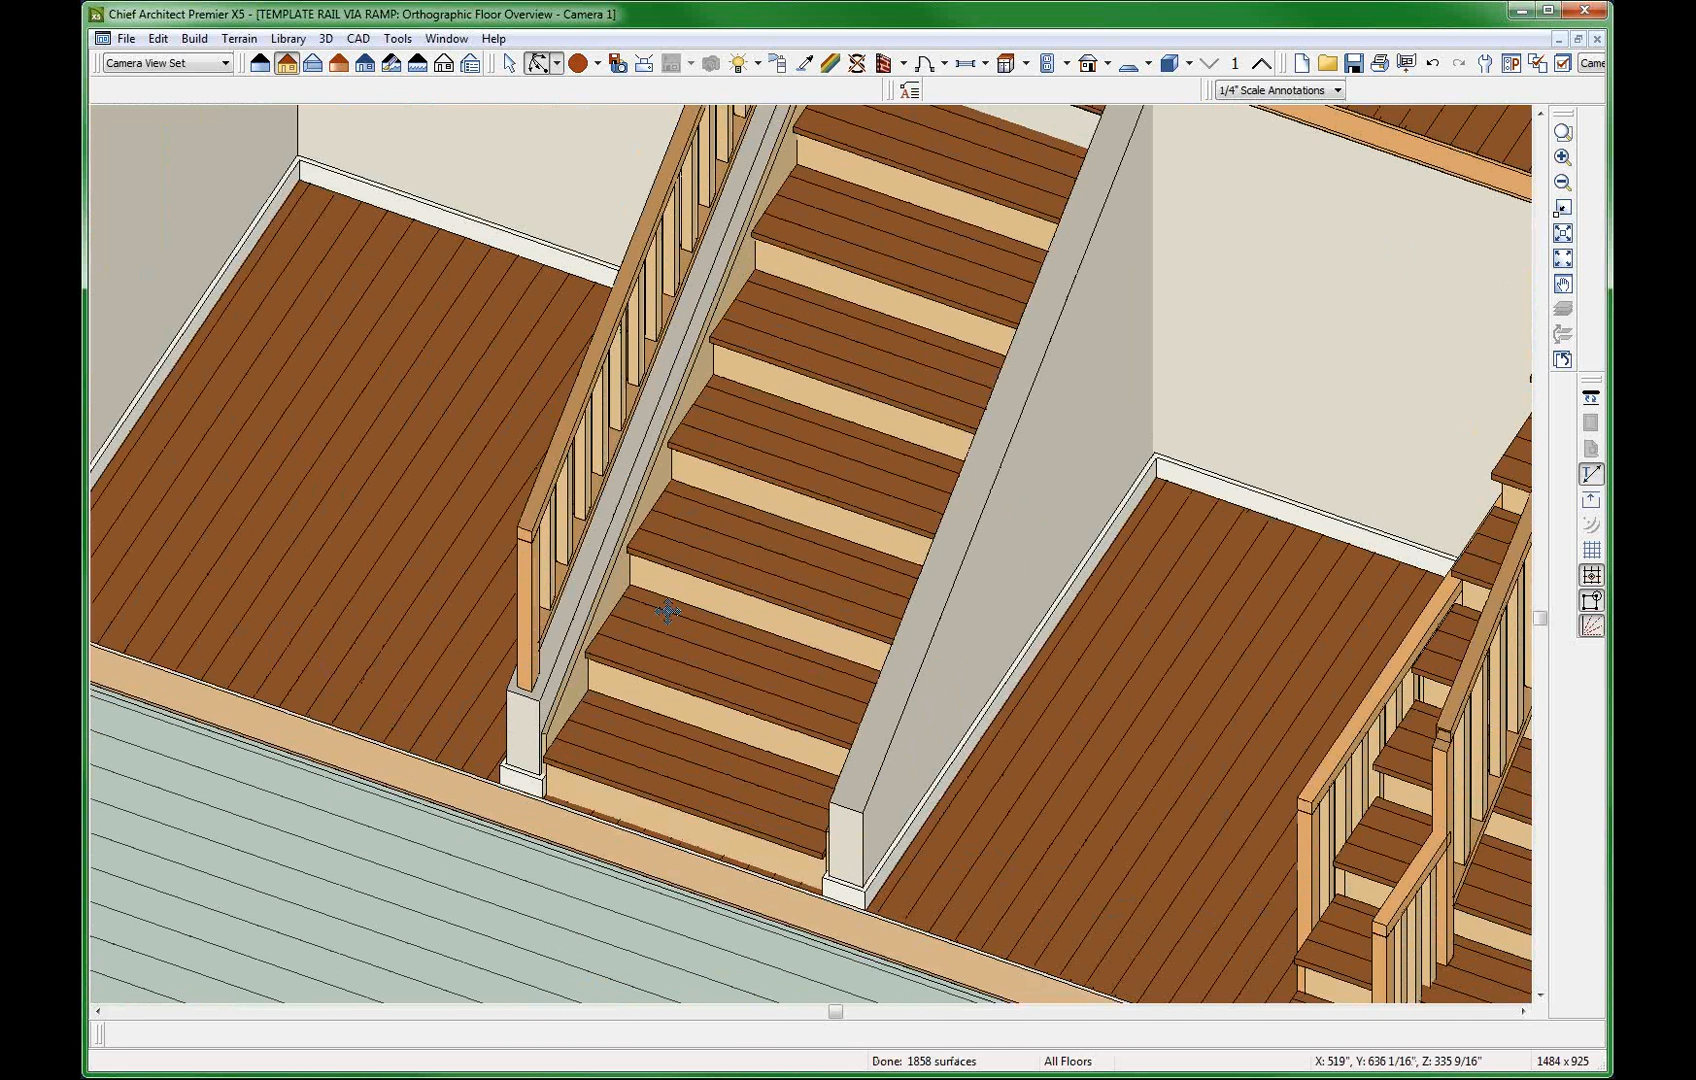 Chief Architect Premier X5 - [TEMPLATE RAIL VIA RAMP: Orthographic Floor Overview - Camera 1]
File Edit Build Terrain Library 3D CAD Tools Window Help
Camera View Set
1
Came
A
1/4" Scale Annotations
Done: 1858 surfaces
All Floors
X: 519", Y: 636 1/16", Z: 335 9/16"
1484 x 925